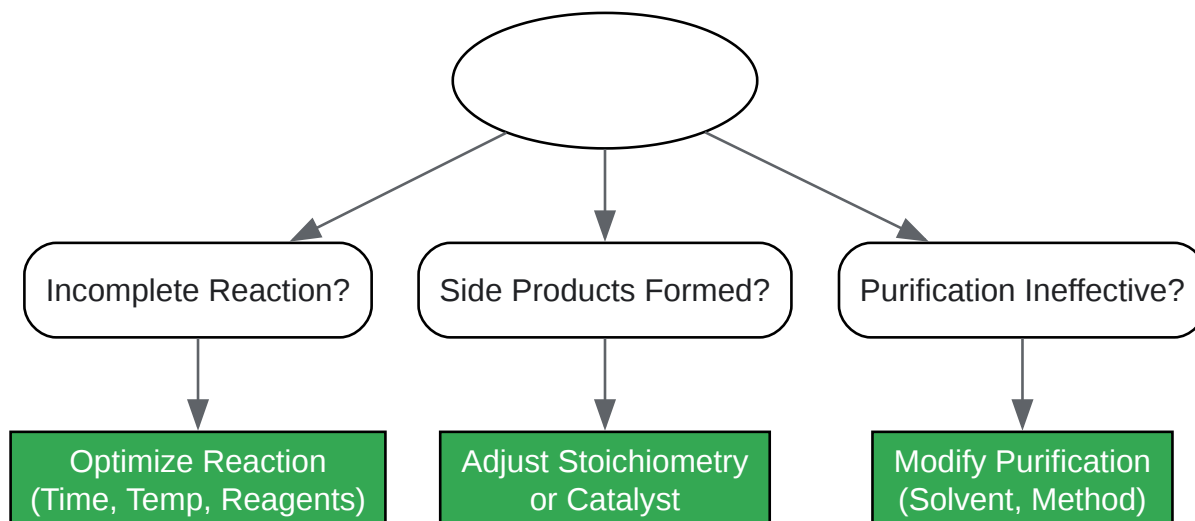 Incomplete Reaction?
Side Products Formed?
Purification Ineffective?
Optimize Reaction
(Time, Temp, Reagents)
Adjust Stoichiometry
or Catalyst
Modify Purification
(Solvent, Method)